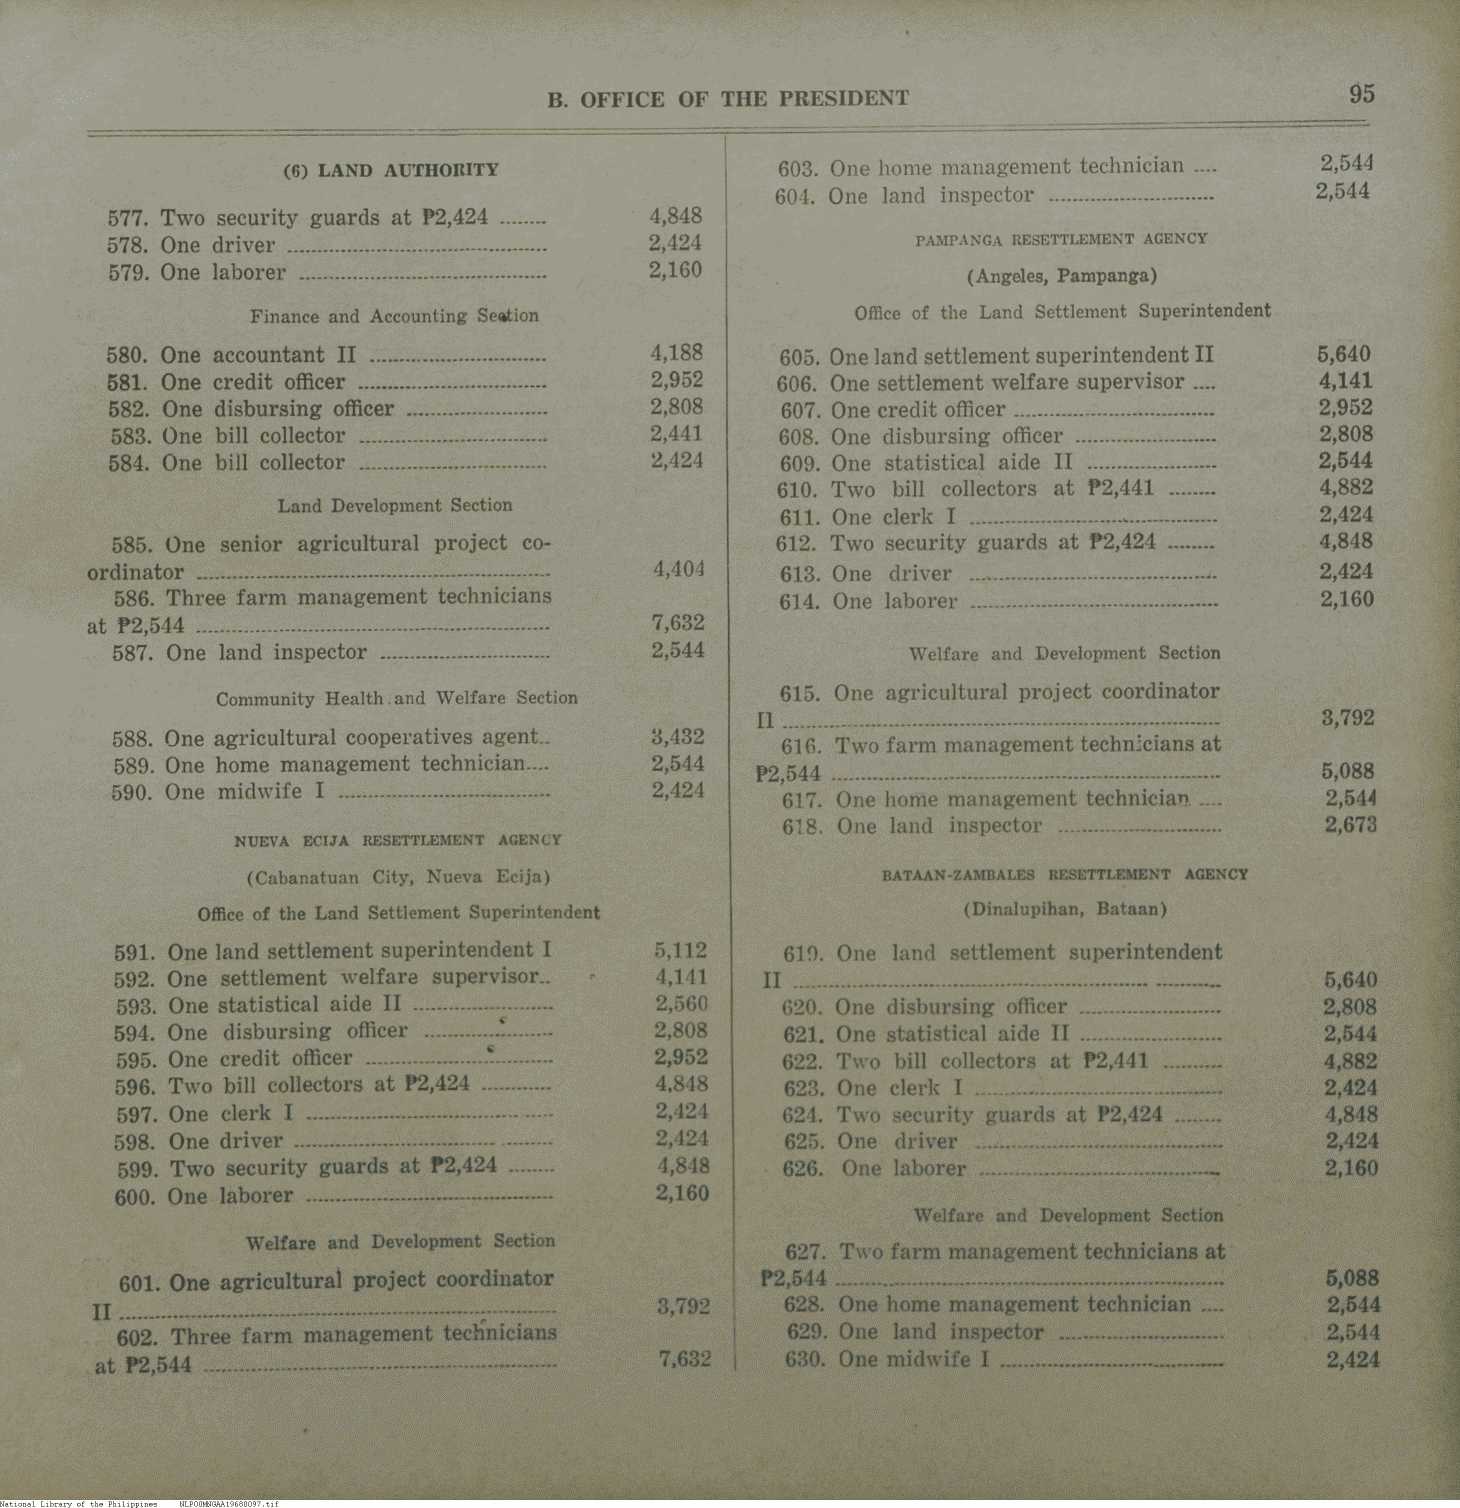 B. OFFICE OF THE PRESIDENT
95
(6) LAND AUTHORITY
577. Two security guards at ₱2,424 ........ 4,848
578. One driver ........ 2,424
579. One laborer ........ 2,160
Finance and Accounting Section
580. One accountant II ........ 4,188
581. One credit officer ........ 2,952
582. One disbursing officer ........ 2,808
583. One bill collector ........ 2,441
584. One bill collector ........ 2,424
Land Development Section
585. One senior agricultural project co-
ordinator ........ 4,404
586. Three farm management technicians
at ₱2,544 ........ 7,632
587. One land inspector ........ 2,544
Community Health and Welfare Section
588. One agricultural cooperatives agent.. 3,432
589. One home management technician.... 2,544
590. One midwife I ........ 2,424
NUEVA ECIJA RESETTLEMENT AGENCY
(Cabanatuan City, Nueva Ecija)
Office of the Land Settlement Superintendent
591. One land settlement superintendent I 5,112
592. One settlement welfare supervisor.. 4,141
593. One statistical aide II ........ 2,560
594. One disbursing officer ........ 2,808
595. One credit officer ........ 2,952
596. Two bill collectors at ₱2,424 ........ 4,848
597. One clerk I ........ 2,424
598. One driver ........ 2,424
599. Two security guards at ₱2,424 ........ 4,848
600. One laborer ........ 2,160
Welfare and Development Section
601. One agricultural project coordinator
II ........ 3,792
602. Three farm management technicians
at ₱2,544 ........ 7,632
603. One home management technician .... 2,544
604. One land inspector ........ 2,544
PAMPANGA RESETTLEMENT AGENCY
(Angeles, Pampanga)
Office of the Land Settlement Superintendent
605. One land settlement superintendent II 5,640
606. One settlement welfare supervisor .... 4,141
607. One credit officer ........ 2,952
608. One disbursing officer ........ 2,808
609. One statistical aide II ........ 2,544
610. Two bill collectors at ₱2,441 ........ 4,882
611. One clerk I ........ 2,424
612. Two security guards at ₱2,424 ........ 4,848
613. One driver ........ 2,424
614. One laborer ........ 2,160
Welfare and Development Section
615. One agricultural project coordinator
II ........ 3,792
616. Two farm management technicians at
₱2,544 ........ 5,088
617. One home management technician .... 2,544
618. One land inspector ........ 2,673
BATAAN-ZAMBALES RESETTLEMENT AGENCY
(Dinalupihan, Bataan)
619. One land settlement superintendent
II ........ 5,640
620. One disbursing officer ........ 2,808
621. One statistical aide II ........ 2,544
622. Two bill collectors at ₱2,441 ........ 4,882
623. One clerk I ........ 2,424
624. Two security guards at ₱2,424 ........ 4,848
625. One driver ........ 2,424
626. One laborer ........ 2,160
Welfare and Development Section
627. Two farm management technicians at
₱2,544 ........ 5,088
628. One home management technician .... 2,544
629. One land inspector ........ 2,544
630. One midwife I ........ 2,424
National Library of the Philippines NLPO0MNGAA19680097.tif